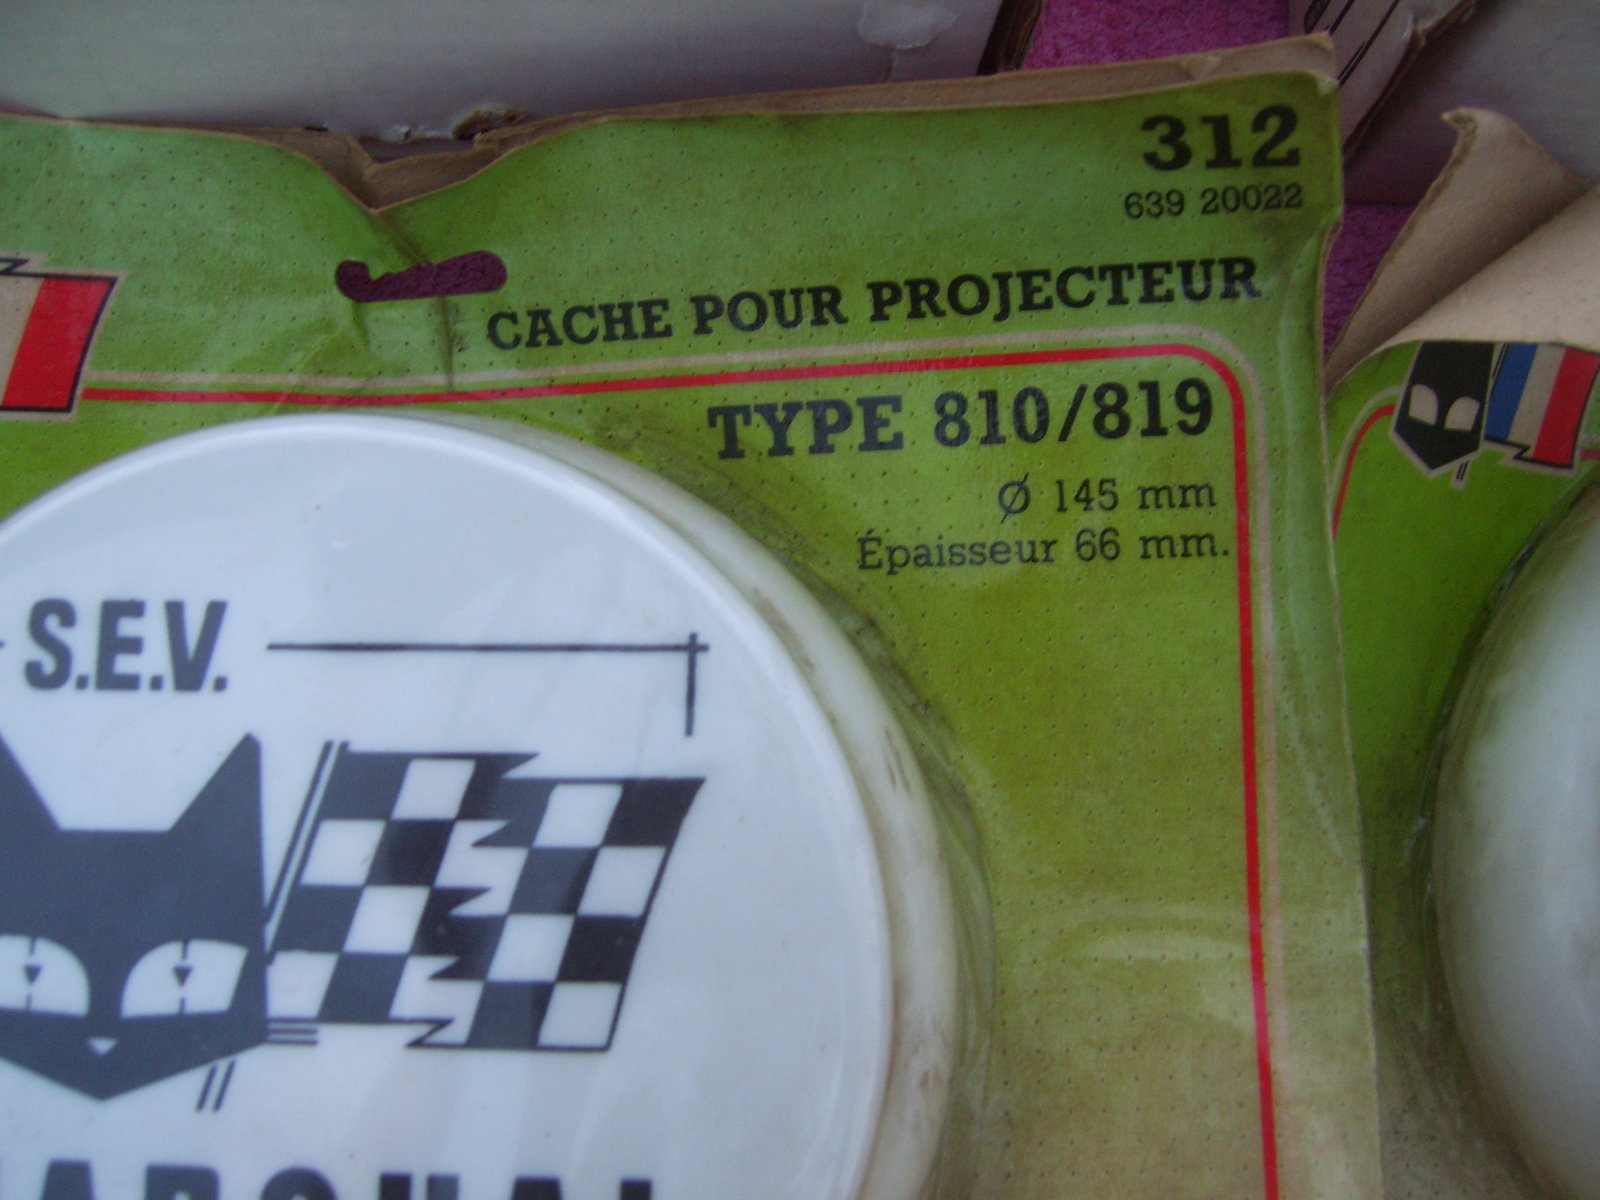 312
639 20022
CACHE POUR PROJECTEUR
TYPE 810/819
Ø 145 mm
Épaisseur 66 mm.
S.E.V.